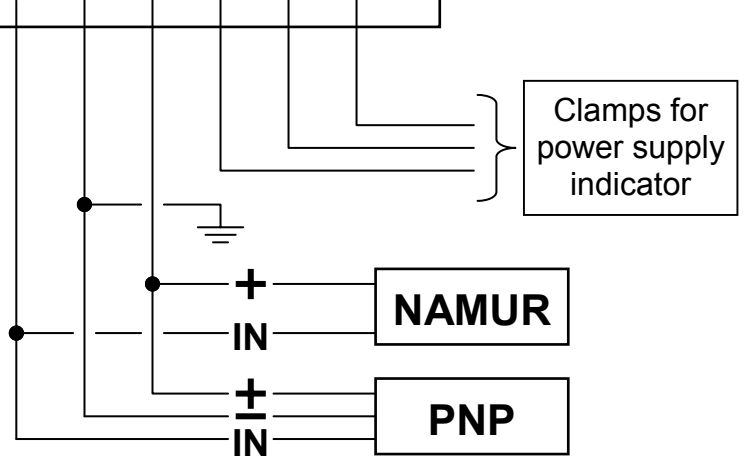 Clamps for
power supply
indicator
+
IN
NAMUR
+
–
IN
PNP